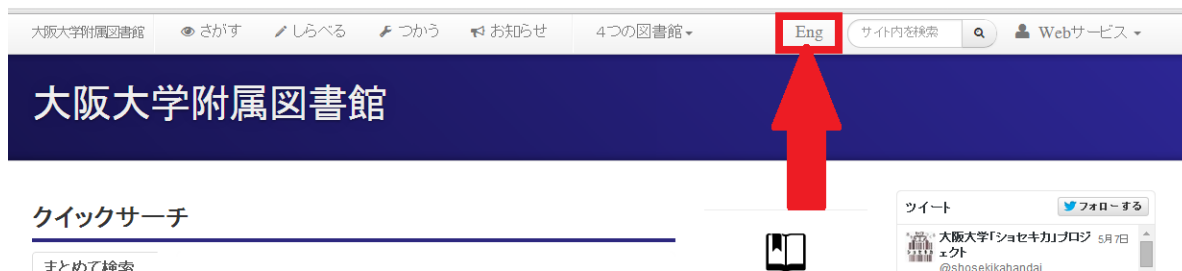 大阪大学附属図書館 さがす しらべる つかう お知らせ 4つの図書館 Eng サイト内を検索 Webサービス
大阪大学附属図書館
クイックサーチ
まとめて検索
ツイート フォローする
大阪大学「ショセキカ」プロジ 5月7日
ェクト
@shosekikahandai